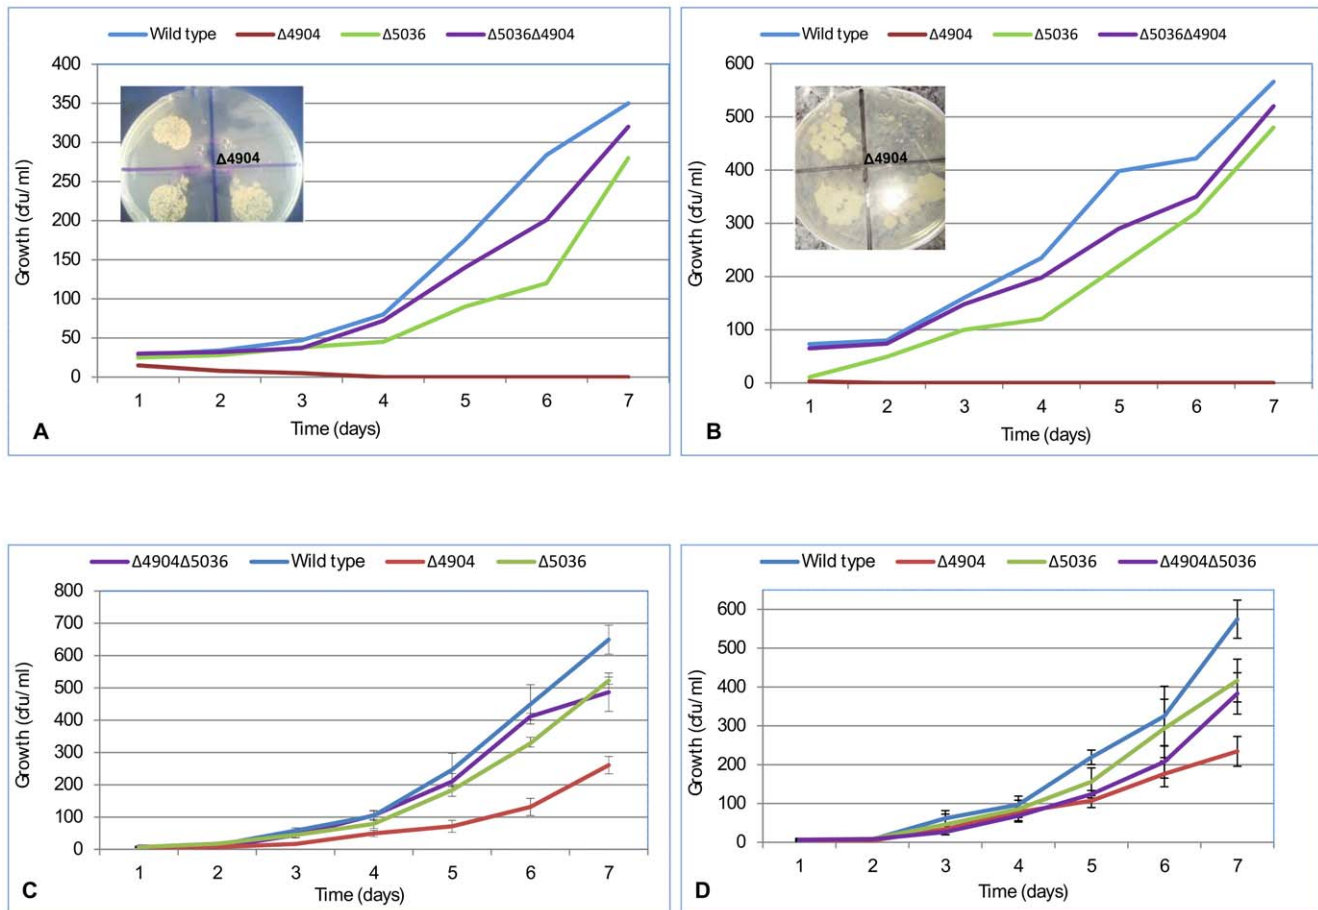 Wild type Δ4904 Δ5036 Δ5036Δ4904
400
350
300
250
200
150
100
50
0
Growth (cfu/ml)
Δ4904
1 2 3 4 5 6 7
Time (days)
A
Wild type Δ4904 Δ5036 Δ5036Δ4904
600
500
400
300
200
100
0
Growth (cfu/ml)
Δ4904
1 2 3 4 5 6 7
Time (days)
B
Δ4904Δ5036 Wild type Δ4904 Δ5036
800
700
600
500
400
300
200
100
0
Growth (cfu/ml)
1 2 3 4 5 6 7
Time (days)
C
Wild type Δ4904 Δ5036 Δ4904Δ5036
600
500
400
300
200
100
0
Growth (cfu/ml)
1 2 3 4 5 6 7
Time (days)
D